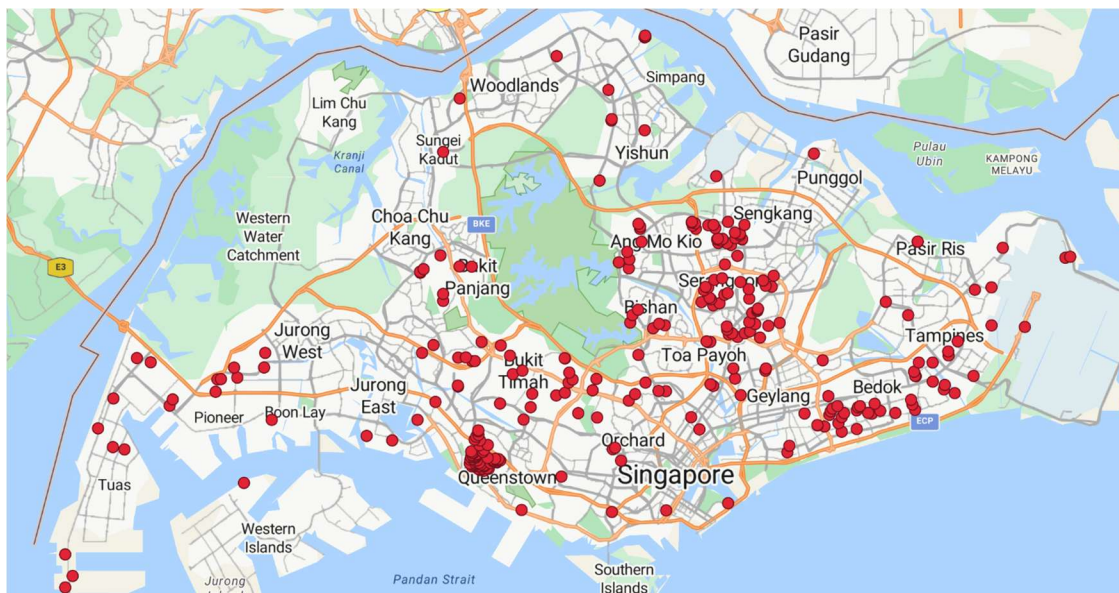 Pasir
Gudang
Woodlands
Simpang
Lim Chu
Kang
Sungei
Kadut
Kranji
Canal
Yishun
Pulau
Ubin
KAMPONG
MELAYU
Punggol
Choa Chu
Kang
BKE
Western
Water
Catchment
Sengkang
Ang Mo Kio
Pasir Ris
E3
Bukit
Panjang
Serangoon
Bishan
Jurong
West
Tampines
Bukit
Timah
Toa Payoh
Jurong
East
Bedok
Geylang
Pioneer
Boon Lay
ECP
Orchard
Queenstown
Singapore
Tuas
Western
Islands
Jurong
Pandan Strait
Southern
Islands